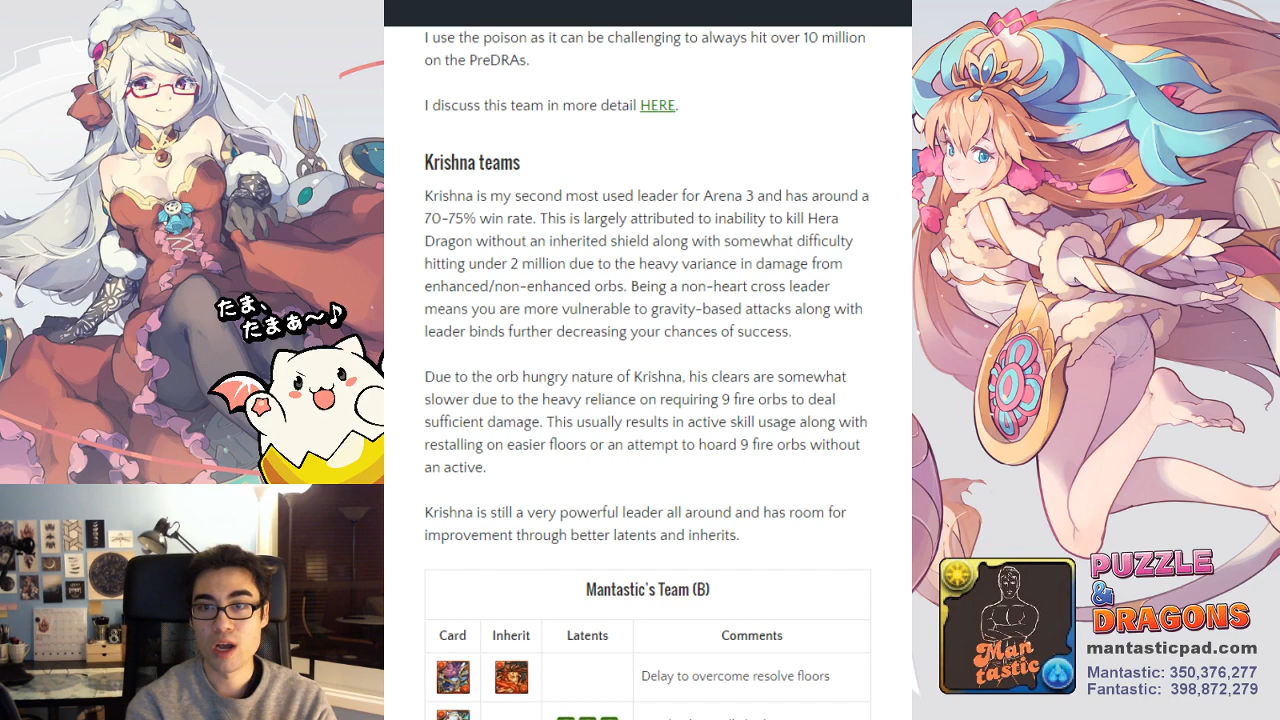 I use the poison as it can be challenging to always hit over 10 million
on the PreDRAs.
I discuss this team in more detail HERE.
Krishna teams
Krishna is my second most used leader for Arena 3 and has around a
70-75% win rate. This is largely attributed to inability to kill Hera
Dragon without an inherited shield along with somewhat difficulty
hitting under 2 million due to the heavy variance in damage from
enhanced/non-enhanced orbs. Being a non-heart cross leader
means you are more vulnerable to gravity-based attacks along with
leader binds further decreasing your chances of success.
Due to the orb hungry nature of Krishna, his clears are somewhat
slower due to the heavy reliance on requiring 9 fire orbs to deal
sufficient damage. This usually results in active skill usage along with
restalling on easier floors or an attempt to hoard 9 fire orbs without
an active.
Krishna is still a very powerful leader all around and has room for
improvement through better latents and inherits.
Mantastic's Team (B)
Card Inherit Latents Comments
Delay to overcome resolve floors
たま、
たまぁ～♪
Man
tastic
PUZZLE
&
DRAGONS
mantasticpad.com
Mantastic: 350,376,277
Fantastic: 398,872,279